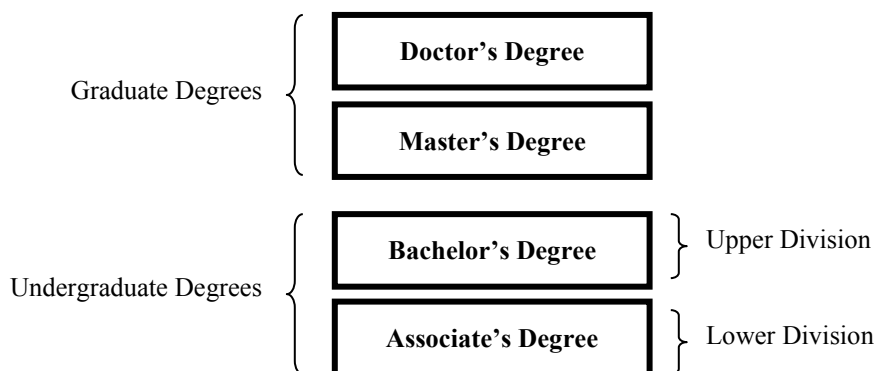 Doctor’s Degree
Graduate Degrees
Master’s Degree
Bachelor’s Degree
Upper Division
Undergraduate Degrees
Associate’s Degree
Lower Division